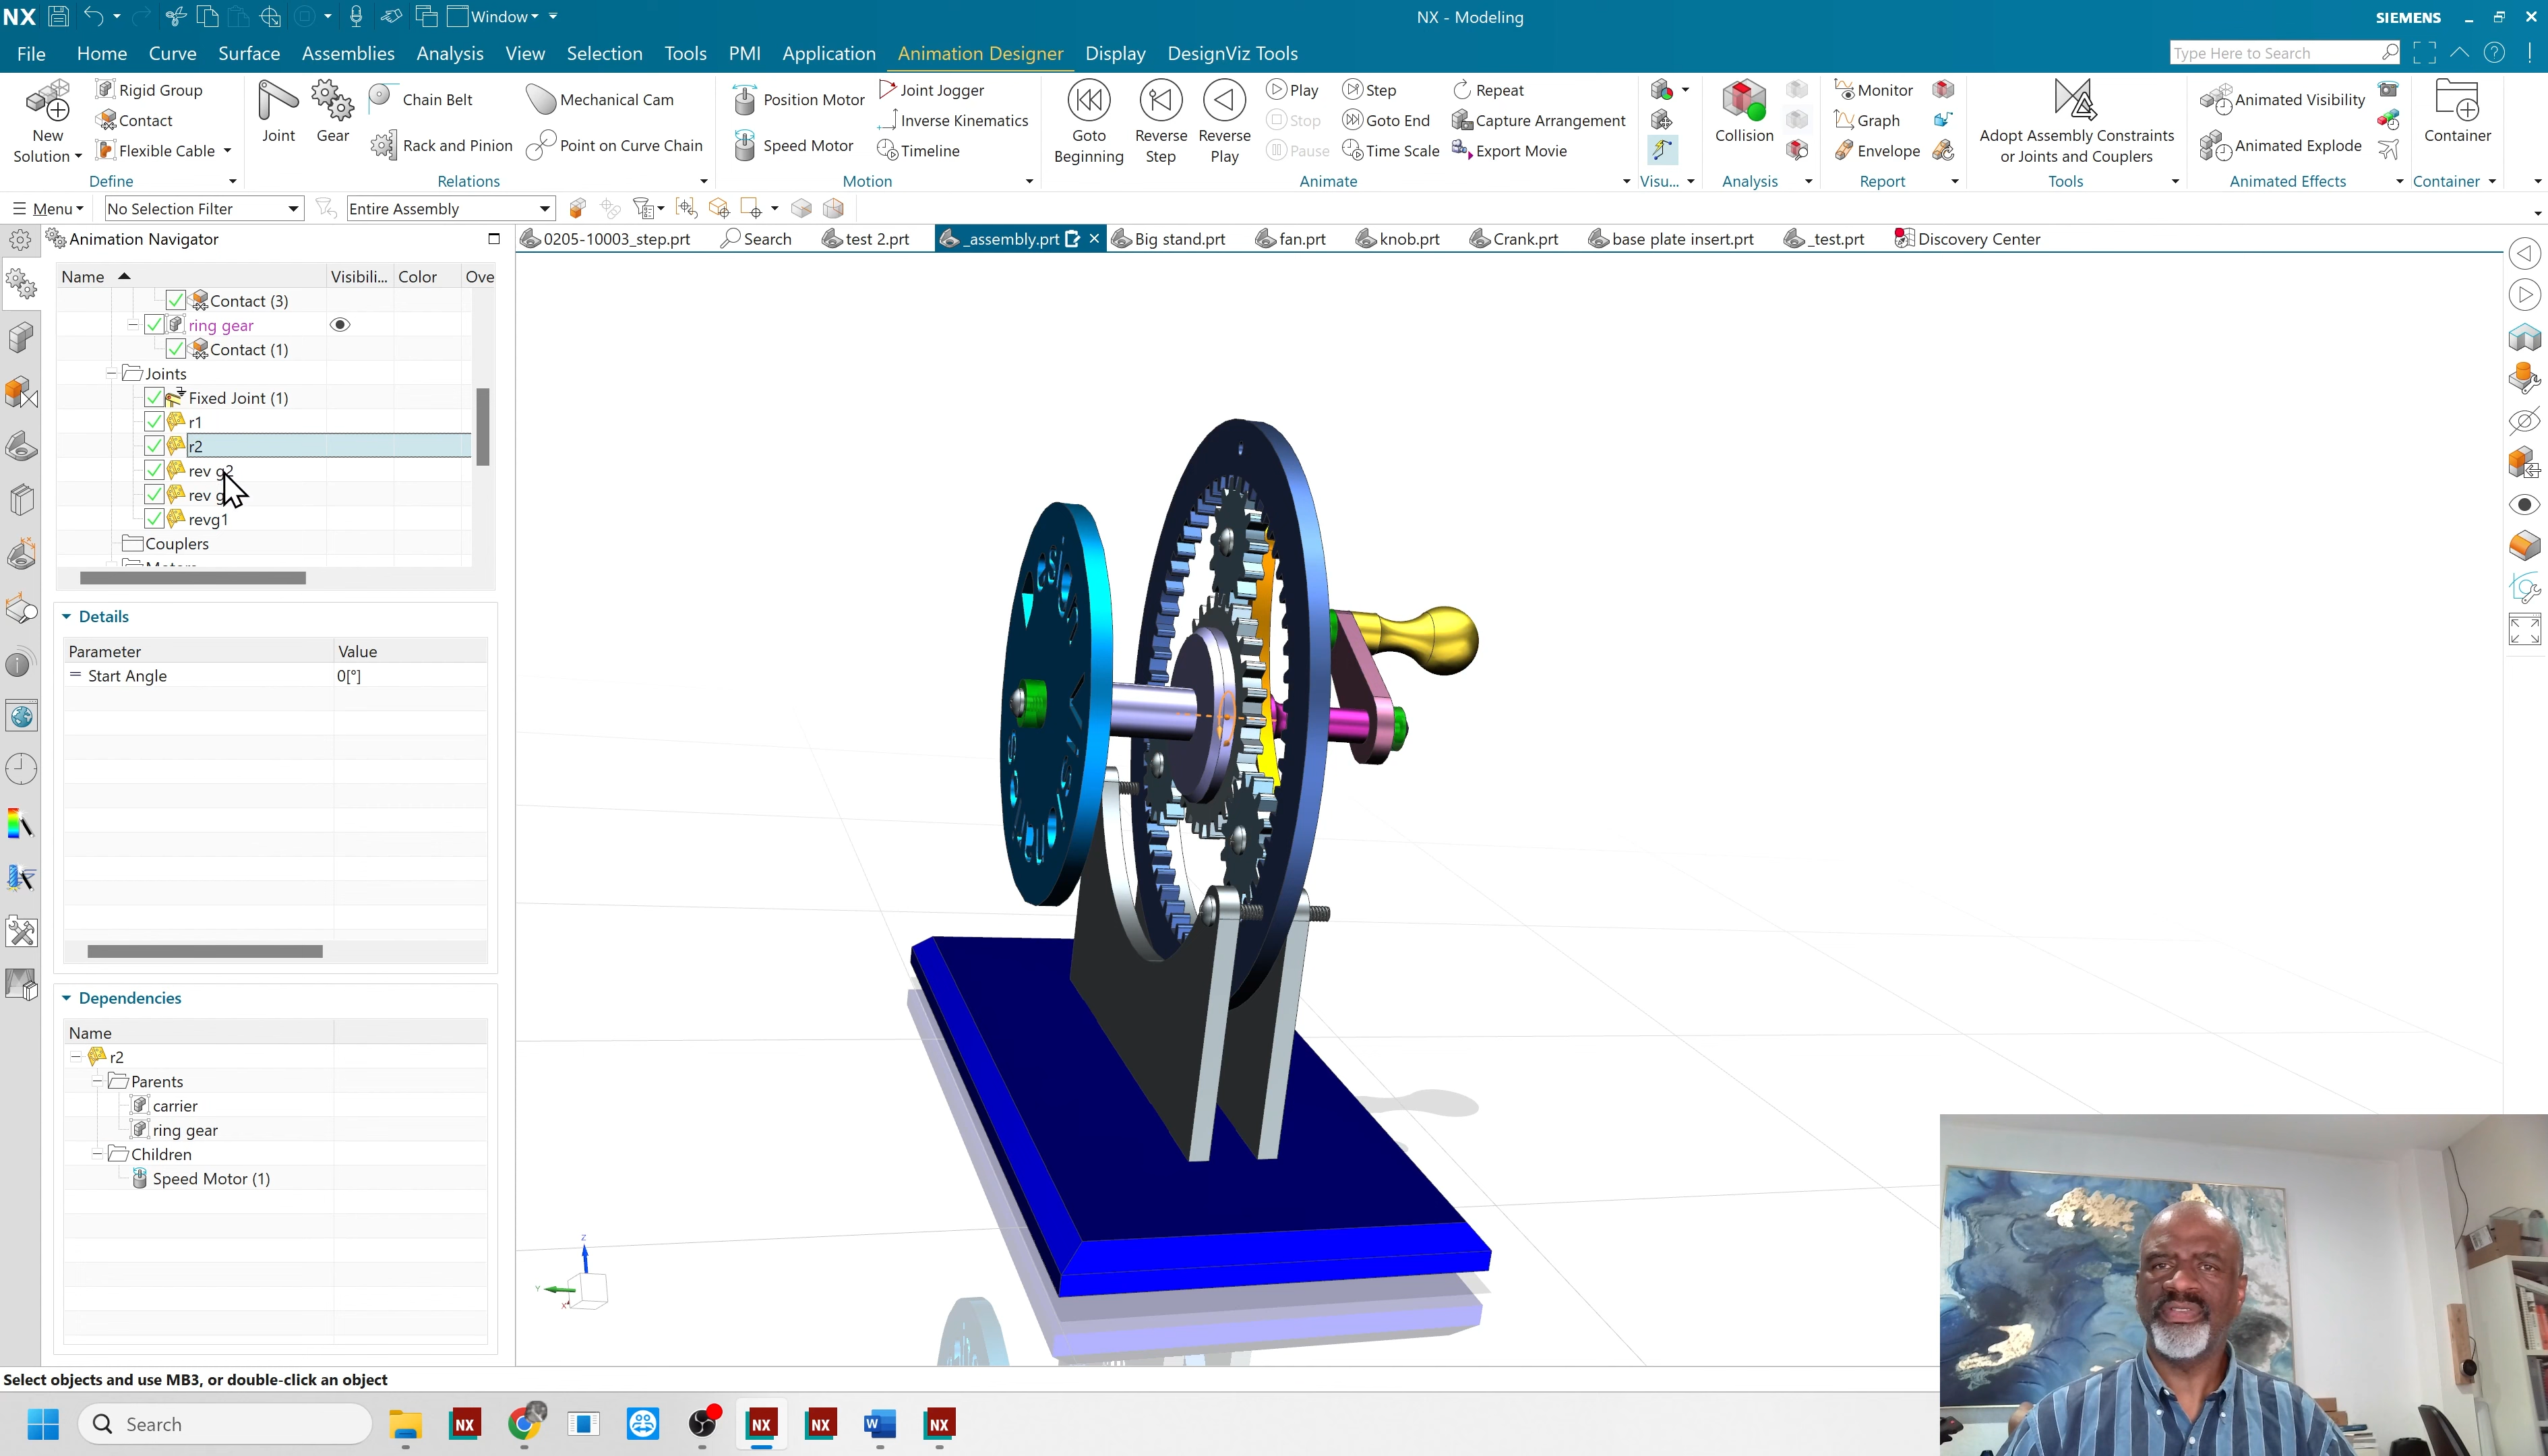 NX Window NX - Modeling SIEMENS
File Home Curve Surface Assemblies Analysis View Selection Tools PMI Application Animation Designer Display DesignViz Tools Type Here to Search
New Solution
Rigid Group
Contact
Flexible Cable
Define
Joint
Gear
Chain Belt
Rack and Pinion
Mechanical Cam
Point on Curve Chain
Relations
Position Motor
Speed Motor
Joint Jogger
Inverse Kinematics
Timeline
Motion
Goto Beginning
Reverse Step
Reverse Play
Play
Stop
Pause
Step
Goto End
Time Scale
Repeat
Capture Arrangement
Export Movie
Animate
Visu...
Collision
Analysis
Monitor
Graph
Envelope
Report
Adopt Assembly Constraints
or Joints and Couplers
Tools
Animated Visibility
Animated Explode
Animated Effects
Container
Container
Menu No Selection Filter Entire Assembly
Animation Navigator
0205-10003_step.prt Search test 2.prt _assembly.prt Big stand.prt fan.prt knob.prt Crank.prt base plate insert.prt _test.prt Discovery Center
Name Visibili... Color Ove
Contact (3)
ring gear
Contact (1)
Joints
Fixed Joint (1)
r1
r2
rev g2
rev g
revg1
Couplers
Details
Parameter Value
Start Angle 0[°]
Dependencies
Name
r2
Parents
carrier
ring gear
Children
Speed Motor (1)
Z
Y
X
Select objects and use MB3, or double-click an object
Search
NX
NX
NX
W
NX